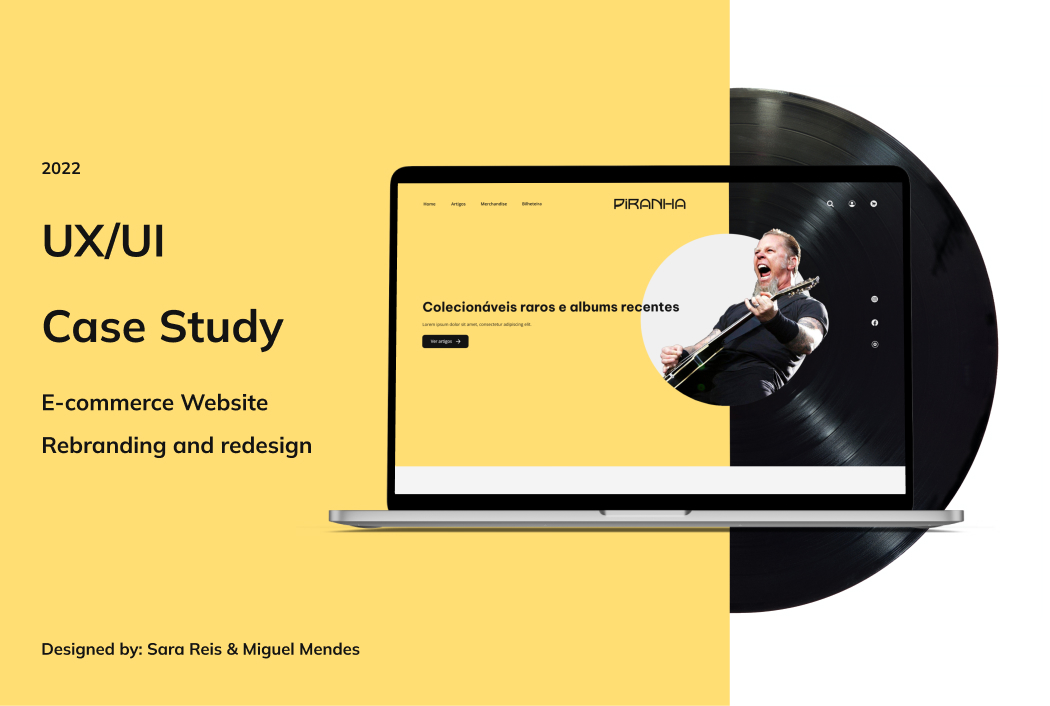 2022
UX/UI
Case Study
E-commerce Website
Rebranding and redesign
Home Artigos Merchandise Bilheteira
PiRANHA
Colecionáveis raros e albums recentes
Lorem ipsum dolor sit amet, consectetur adipiscing elit.
Ver artigos
Designed by: Sara Reis & Miguel Mendes